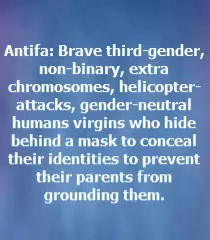 Antifa: Brave third-gender,
non-binary, extra
chromosomes, helicopter-
attacks, gender-neutral
humans virgins who hide
behind a mask to conceal
their identities to prevent
their parents from
grounding them.